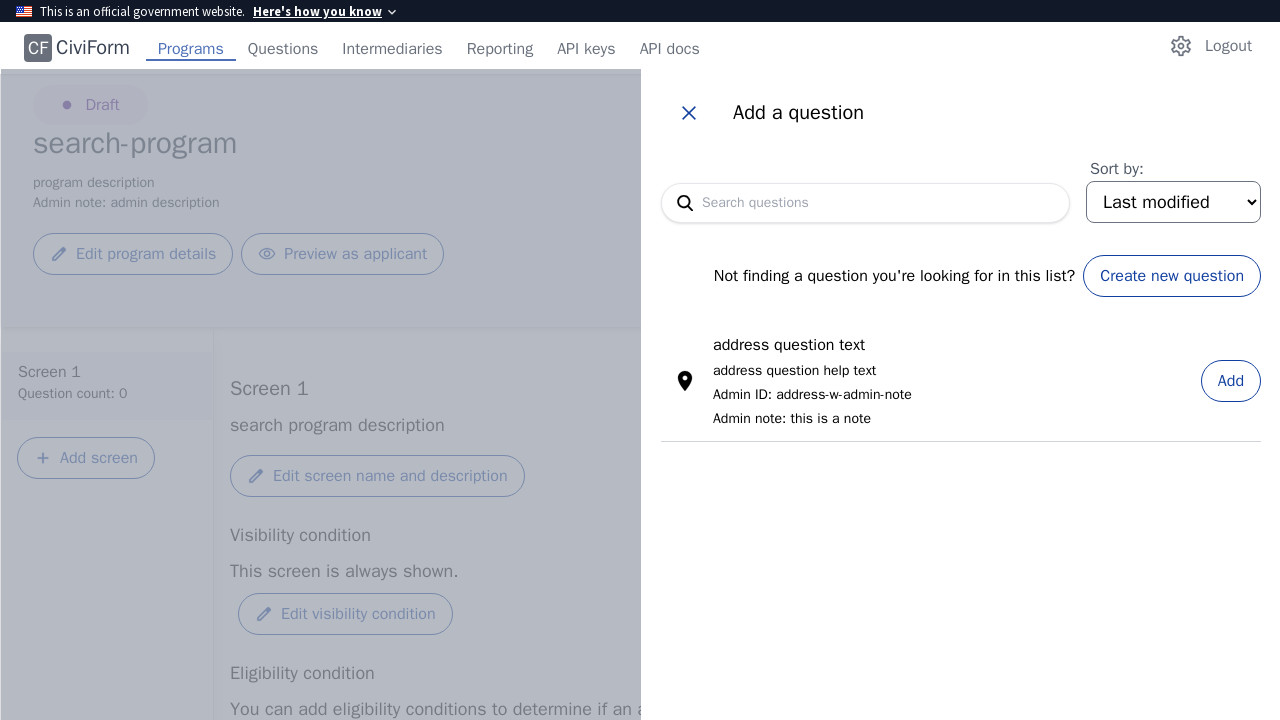 This is an official government website. Here's how you know
CF CiviForm Programs Questions Intermediaries Reporting API keys API docs Logout
Draft
search-program
program description
Admin note: admin description
Edit program details Preview as applicant
Screen 1
Question count: 0
Add screen
Screen 1
search program description
Edit screen name and description
Visibility condition
This screen is always shown.
Edit visibility condition
Eligibility condition
You can add eligibility conditions to determine if an a
Add a question
Sort by:
Search questions Last modified
Not finding a question you're looking for in this list? Create new question
address question text
address question help text
Admin ID: address-w-admin-note
Admin note: this is a note
Add